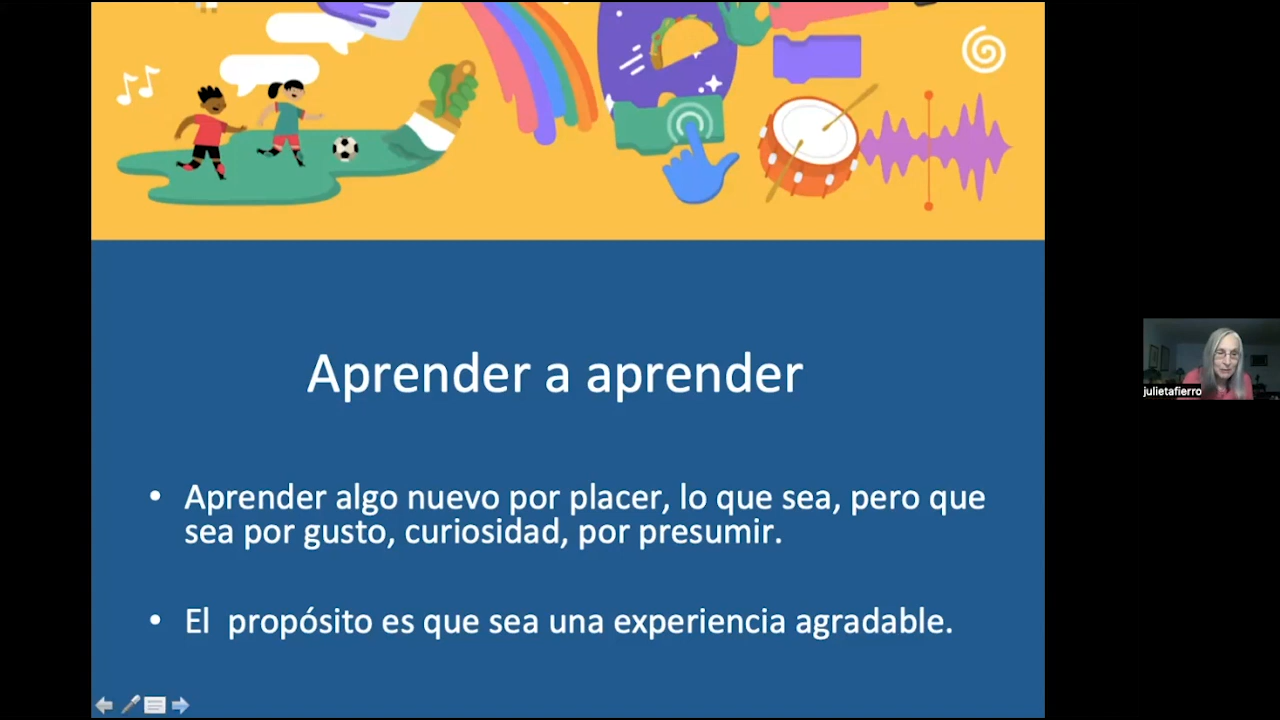 Aprender a aprender
• Aprender algo nuevo por placer, lo que sea, pero que
sea por gusto, curiosidad, por presumir.
• El  propósito es que sea una experiencia agradable.
julietafierro